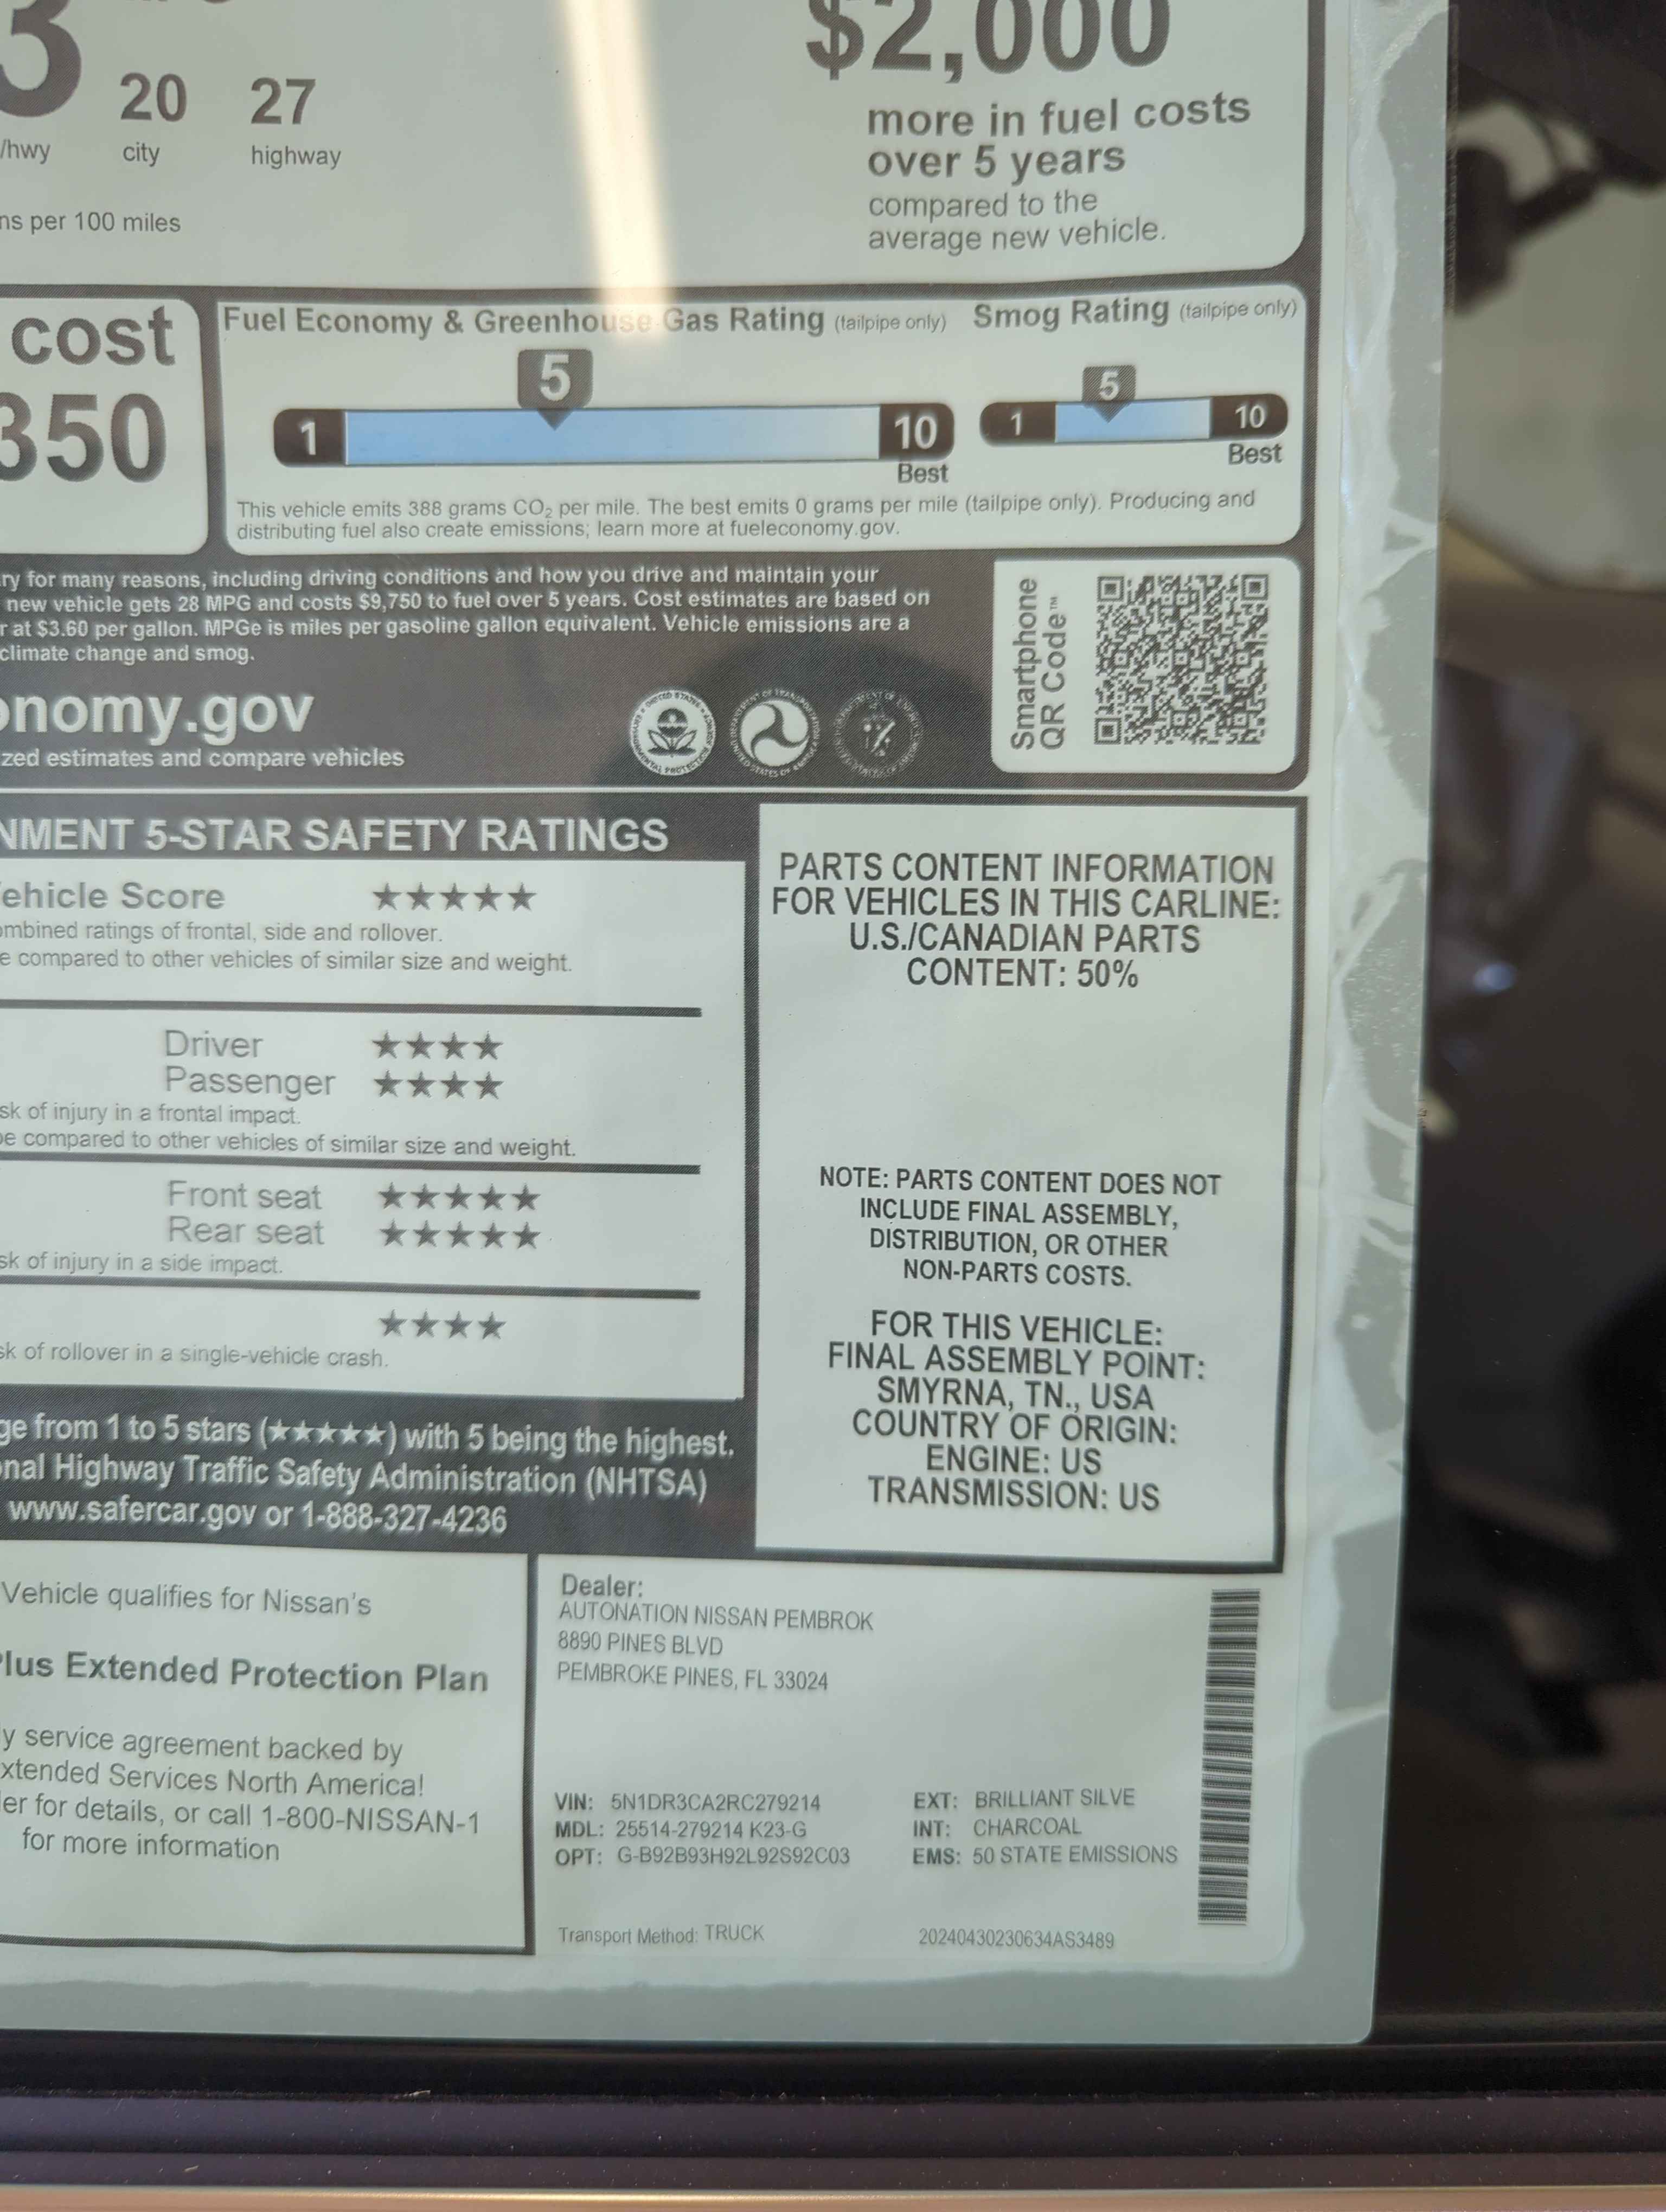 3
$2,000
20 27
/hwy city highway
more in fuel costs
over 5 years
compared to the
average new vehicle.
ns per 100 miles
cost
350
Fuel Economy & Greenhouse Gas Rating (tailpipe only)
5
1
10
Best
Smog Rating (tailpipe only)
5
1
10
Best
This vehicle emits 388 grams CO₂ per mile. The best emits 0 grams per mile (tailpipe only). Producing and
distributing fuel also create emissions; learn more at fueleconomy.gov.
ry for many reasons, including driving conditions and how you drive and maintain your
new vehicle gets 28 MPG and costs $9,750 to fuel over 5 years. Cost estimates are based on
r at $3.60 per gallon. MPGe is miles per gasoline gallon equivalent. Vehicle emissions are a
climate change and smog.
onomy.gov
zed estimates and compare vehicles
Smartphone
QR Code™
NMENT 5-STAR SAFETY RATINGS
ehicle Score ★★★★★
ombined ratings of frontal, side and rollover.
e compared to other vehicles of similar size and weight.
Driver ★★★★
Passenger ★★★★
sk of injury in a frontal impact.
be compared to other vehicles of similar size and weight.
Front seat ★★★★★
Rear seat ★★★★★
sk of injury in a side impact.
★★★★
sk of rollover in a single-vehicle crash.
ge from 1 to 5 stars (★★★★★) with 5 being the highest.
onal Highway Traffic Safety Administration (NHTSA)
www.safercar.gov or 1-888-327-4236
PARTS CONTENT INFORMATION
FOR VEHICLES IN THIS CARLINE:
U.S./CANADIAN PARTS
CONTENT: 50%
NOTE: PARTS CONTENT DOES NOT
INCLUDE FINAL ASSEMBLY,
DISTRIBUTION, OR OTHER
NON-PARTS COSTS.
FOR THIS VEHICLE:
FINAL ASSEMBLY POINT:
SMYRNA, TN., USA
COUNTRY OF ORIGIN:
ENGINE: US
TRANSMISSION: US
Vehicle qualifies for Nissan's
Plus Extended Protection Plan
y service agreement backed by
xtended Services North America!
er for details, or call 1-800-NISSAN-1
for more information
Dealer:
AUTONATION NISSAN PEMBROK
8890 PINES BLVD
PEMBROKE PINES, FL 33024
VIN: 5N1DR3CA2RC279214
MDL: 25514-279214 K23-G
OPT: G-B92B93H92L92S92C03
EXT: BRILLIANT SILVE
INT: CHARCOAL
EMS: 50 STATE EMISSIONS
Transport Method: TRUCK
20240430230634AS3489